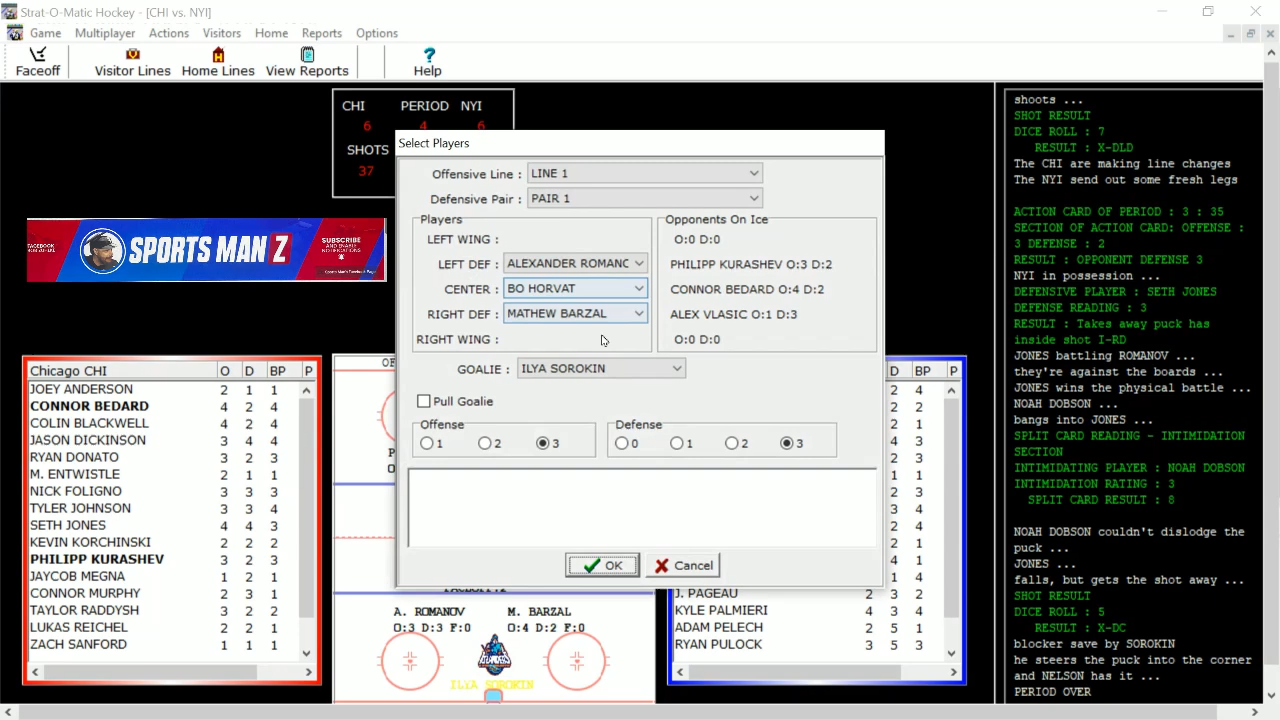 Strat-O-Matic Hockey - [CHI vs. NYI]
Game Multiplayer Actions Visitors Home Reports Options
Faceoff Visitor Lines Home Lines View Reports Help
CHI PERIOD NYI
6 4 6
SHOTS
37
FACEBOOK
SPORTS MAN Z
SUBSCRIBE
AND ENABLE
NOTIFICATIONS
Sports Man'z Facebook Page
Select Players
Offensive Line : LINE 1
Defensive Pair : PAIR 1
Players
LEFT WING :
LEFT DEF : ALEXANDER ROMANC
CENTER : BO HORVAT
RIGHT DEF : MATHEW BARZAL
RIGHT WING :
Opponents On Ice
O:0 D:0
PHILIPP KURASHEV O:3 D:2
CONNOR BEDARD O:4 D:2
ALEX VLASIC O:1 D:3
O:0 D:0
GOALIE : ILYA SOROKIN
Pull Goalie
Offense
1 2 3
Defense
0 1 2 3
OK Cancel
Chicago CHI O D BP P
JOEY ANDERSON 2 1 1
CONNOR BEDARD 4 2 4
COLIN BLACKWELL 2 2 4
JASON DICKINSON 3 4 4
RYAN DONATO 3 2 3
M. ENTWISTLE 2 1 1
NICK FOLIGNO 3 3 3
TYLER JOHNSON 3 3 4
SETH JONES 4 4 3
KEVIN KORCHINSKI 2 2 2
PHILIPP KURASHEV 3 2 3
JAYCOB MEGNA 1 2 1
CONNOR MURPHY 2 3 1
TAYLOR RADDYSH 3 2 2
LUKAS REICHEL 2 2 1
ZACH SANFORD 1 1 1
A. ROMANOV M. BARZAL
O:3 D:3 F:0 O:4 D:2 F:0
ILYA SOROKIN
D BP P
2 4
2 2
2 1
4 3
3 1
1 1
2 3
3 4
2 4
2 1
4 1
1 4
J. PAGEAU 2 3 2
KYLE PALMIERI 4 3 4
ADAM PELECH 2 5 1
RYAN PULOCK 3 5 3
shoots ...
SHOT RESULT
DICE ROLL : 7
RESULT : X-DLD
The CHI are making line changes
The NYI send out some fresh legs
ACTION CARD OF PERIOD : 3 : 35
SECTION OF ACTION CARD: OFFENSE :
3 DEFENSE : 2
RESULT : OPPONENT DEFENSE 3
NYI in possession ...
DEFENSIVE PLAYER : SETH JONES
DEFENSE READING : 3
RESULT : Takes away puck has
inside shot I-RD
JONES battling ROMANOV ...
they're against the boards ...
JONES wins the physical battle ...
NOAH DOBSON ...
bangs into JONES ...
SPLIT CARD READING - INTIMIDATION
SECTION
INTIMIDATING PLAYER : NOAH DOBSON
INTIMIDATION RATING : 3
SPLIT CARD RESULT : 8
NOAH DOBSON couldn't dislodge the
puck ...
JONES ...
falls, but gets the shot away ...
SHOT RESULT
DICE ROLL : 5
RESULT : X-DC
blocker save by SOROKIN
he steers the puck into the corner
and NELSON has it ...
PERIOD OVER